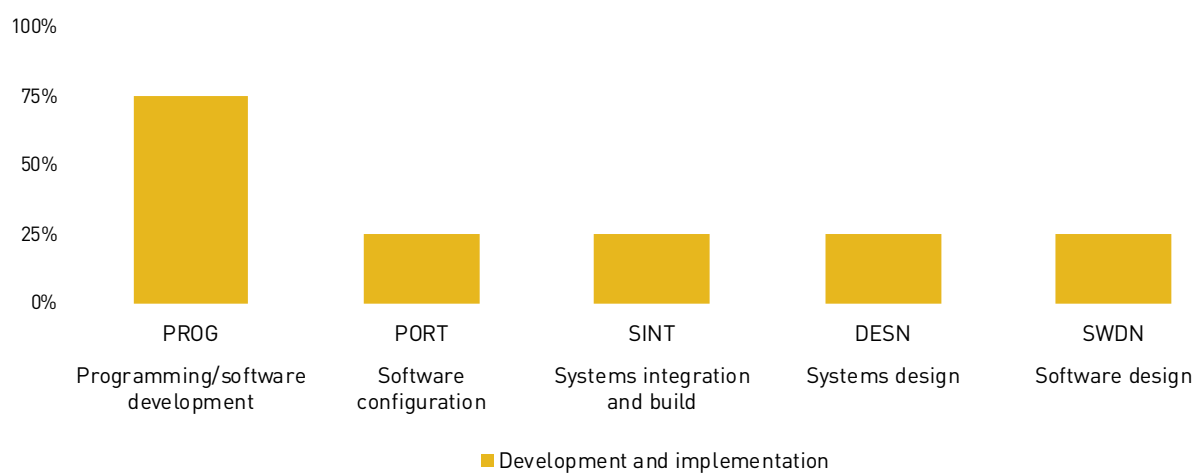 100%
75%
50%
25%
0%
PROG
PORT
SINT
DESN
SWDN
Programming/software
development
Software
configuration
Systems integration
and build
Systems design
Software design
Development and implementation